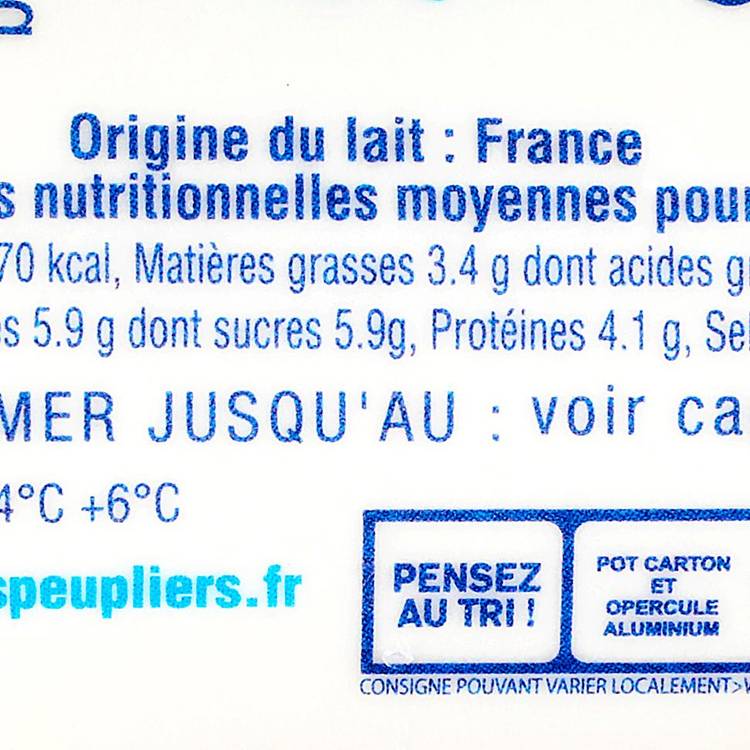 Origine du lait : France
s nutritionnelles moyennes pour
70 kcal, Matières grasses 3.4 g dont acides g
s 5.9 g dont sucres 5.9g, Protéines 4.1 g, Sel
MER JUSQU'AU : voir ca
4°C +6°C
speupliers.fr
PENSEZ
AU TRI !
POT CARTON
ET
OPERCULE
ALUMINIUM
CONSIGNE POUVANT VARIER LOCALEMENT>